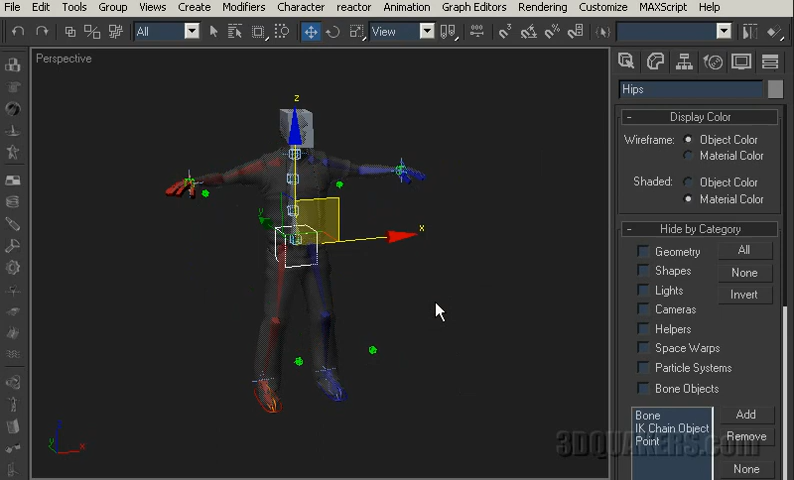 File Edit Tools Group Views Create Modifiers Character reactor Animation Graph Editors Rendering Customize MAXScript Help
All View
Perspective
z
x
y
z
x
y
Hips
- Display Color
Wireframe: Object Color
Material Color
Shaded: Object Color
Material Color
- Hide by Category
Geometry All
Shapes None
Lights Invert
Cameras
Helpers
Space Warps
Particle Systems
Bone Objects
Bone Add
IK Chain Object
Point Remove
None
3DQUAKERS.com